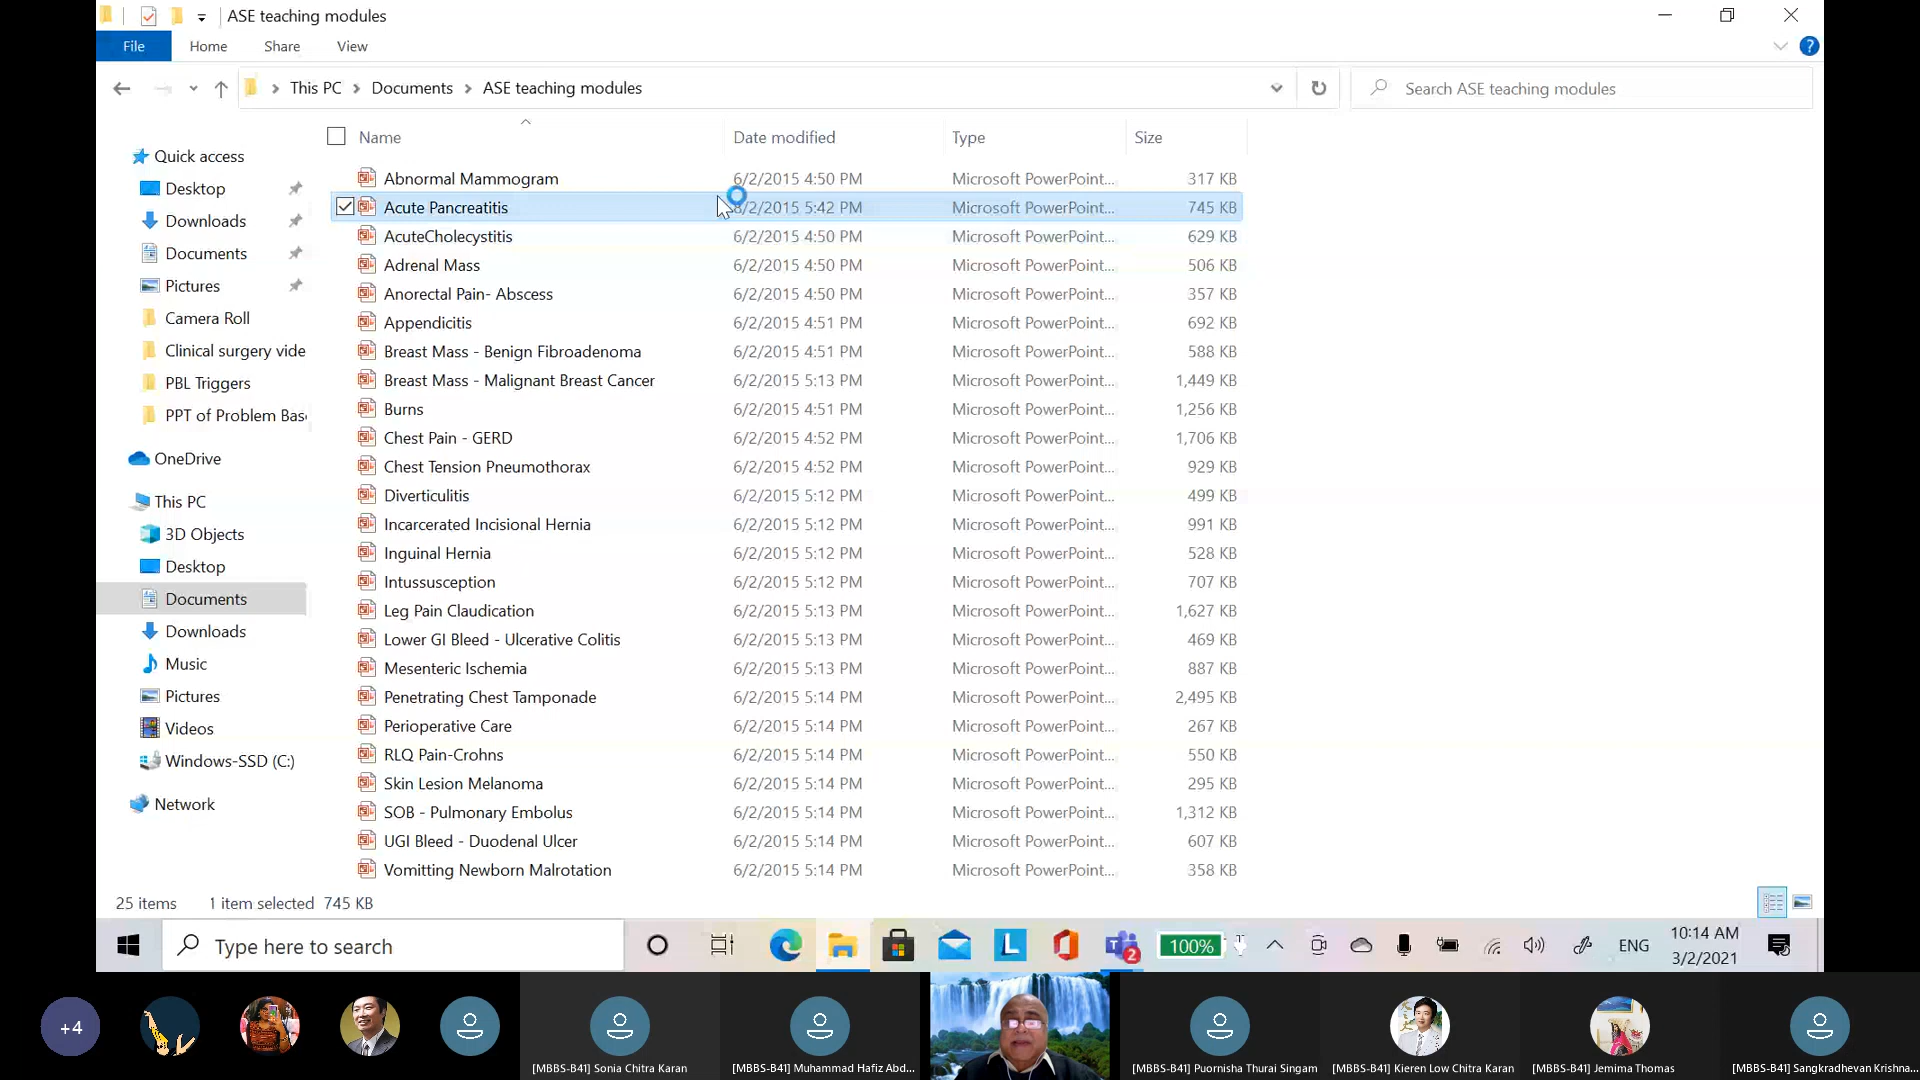 ASE teaching modules
File Home Share View
This PC Documents ASE teaching modules
Search ASE teaching modules
Name Date modified Type Size
Quick access
Desktop
Downloads
Documents
Pictures
Camera Roll
Clinical surgery vide
PBL Triggers
PPT of Problem Bas
OneDrive
This PC
3D Objects
Desktop
Documents
Downloads
Music
Pictures
Videos
Windows-SSD (C:)
Network
Abnormal Mammogram 6/2/2015 4:50 PM Microsoft PowerPoint... 317 KB
Acute Pancreatitis /2/2015 5:42 PM Microsoft PowerPoint... 745 KB
AcuteCholecystitis 6/2/2015 4:50 PM Microsoft PowerPoint... 629 KB
Adrenal Mass 6/2/2015 4:50 PM Microsoft PowerPoint... 506 KB
Anorectal Pain- Abscess 6/2/2015 4:50 PM Microsoft PowerPoint... 357 KB
Appendicitis 6/2/2015 4:51 PM Microsoft PowerPoint... 692 KB
Breast Mass - Benign Fibroadenoma 6/2/2015 4:51 PM Microsoft PowerPoint... 588 KB
Breast Mass - Malignant Breast Cancer 6/2/2015 5:13 PM Microsoft PowerPoint... 1,449 KB
Burns 6/2/2015 4:51 PM Microsoft PowerPoint... 1,256 KB
Chest Pain - GERD 6/2/2015 4:52 PM Microsoft PowerPoint... 1,706 KB
Chest Tension Pneumothorax 6/2/2015 4:52 PM Microsoft PowerPoint... 929 KB
Diverticulitis 6/2/2015 5:12 PM Microsoft PowerPoint... 499 KB
Incarcerated Incisional Hernia 6/2/2015 5:12 PM Microsoft PowerPoint... 991 KB
Inguinal Hernia 6/2/2015 5:12 PM Microsoft PowerPoint... 528 KB
Intussusception 6/2/2015 5:12 PM Microsoft PowerPoint... 707 KB
Leg Pain Claudication 6/2/2015 5:13 PM Microsoft PowerPoint... 1,627 KB
Lower GI Bleed - Ulcerative Colitis 6/2/2015 5:13 PM Microsoft PowerPoint... 469 KB
Mesenteric Ischemia 6/2/2015 5:13 PM Microsoft PowerPoint... 887 KB
Penetrating Chest Tamponade 6/2/2015 5:14 PM Microsoft PowerPoint... 2,495 KB
Perioperative Care 6/2/2015 5:14 PM Microsoft PowerPoint... 267 KB
RLQ Pain-Crohns 6/2/2015 5:14 PM Microsoft PowerPoint... 550 KB
Skin Lesion Melanoma 6/2/2015 5:14 PM Microsoft PowerPoint... 295 KB
SOB - Pulmonary Embolus 6/2/2015 5:14 PM Microsoft PowerPoint... 1,312 KB
UGI Bleed - Duodenal Ulcer 6/2/2015 5:14 PM Microsoft PowerPoint... 607 KB
Vomitting Newborn Malrotation 6/2/2015 5:14 PM Microsoft PowerPoint... 358 KB
25 items 1 item selected 745 KB
Type here to search
L
2
100%
ENG
10:14 AM
3/2/2021
+4
[MBBS-B41] Sonia Chitra Karan
[MBBS-B41] Muhammad Hafiz Abd...
[MBBS-B41] Puornisha Thurai Singam
[MBBS-B41] Kieren Low Chitra Karan
[MBBS-B41] Jemima Thomas
[MBBS-B41] Sangkradhevan Krishna...